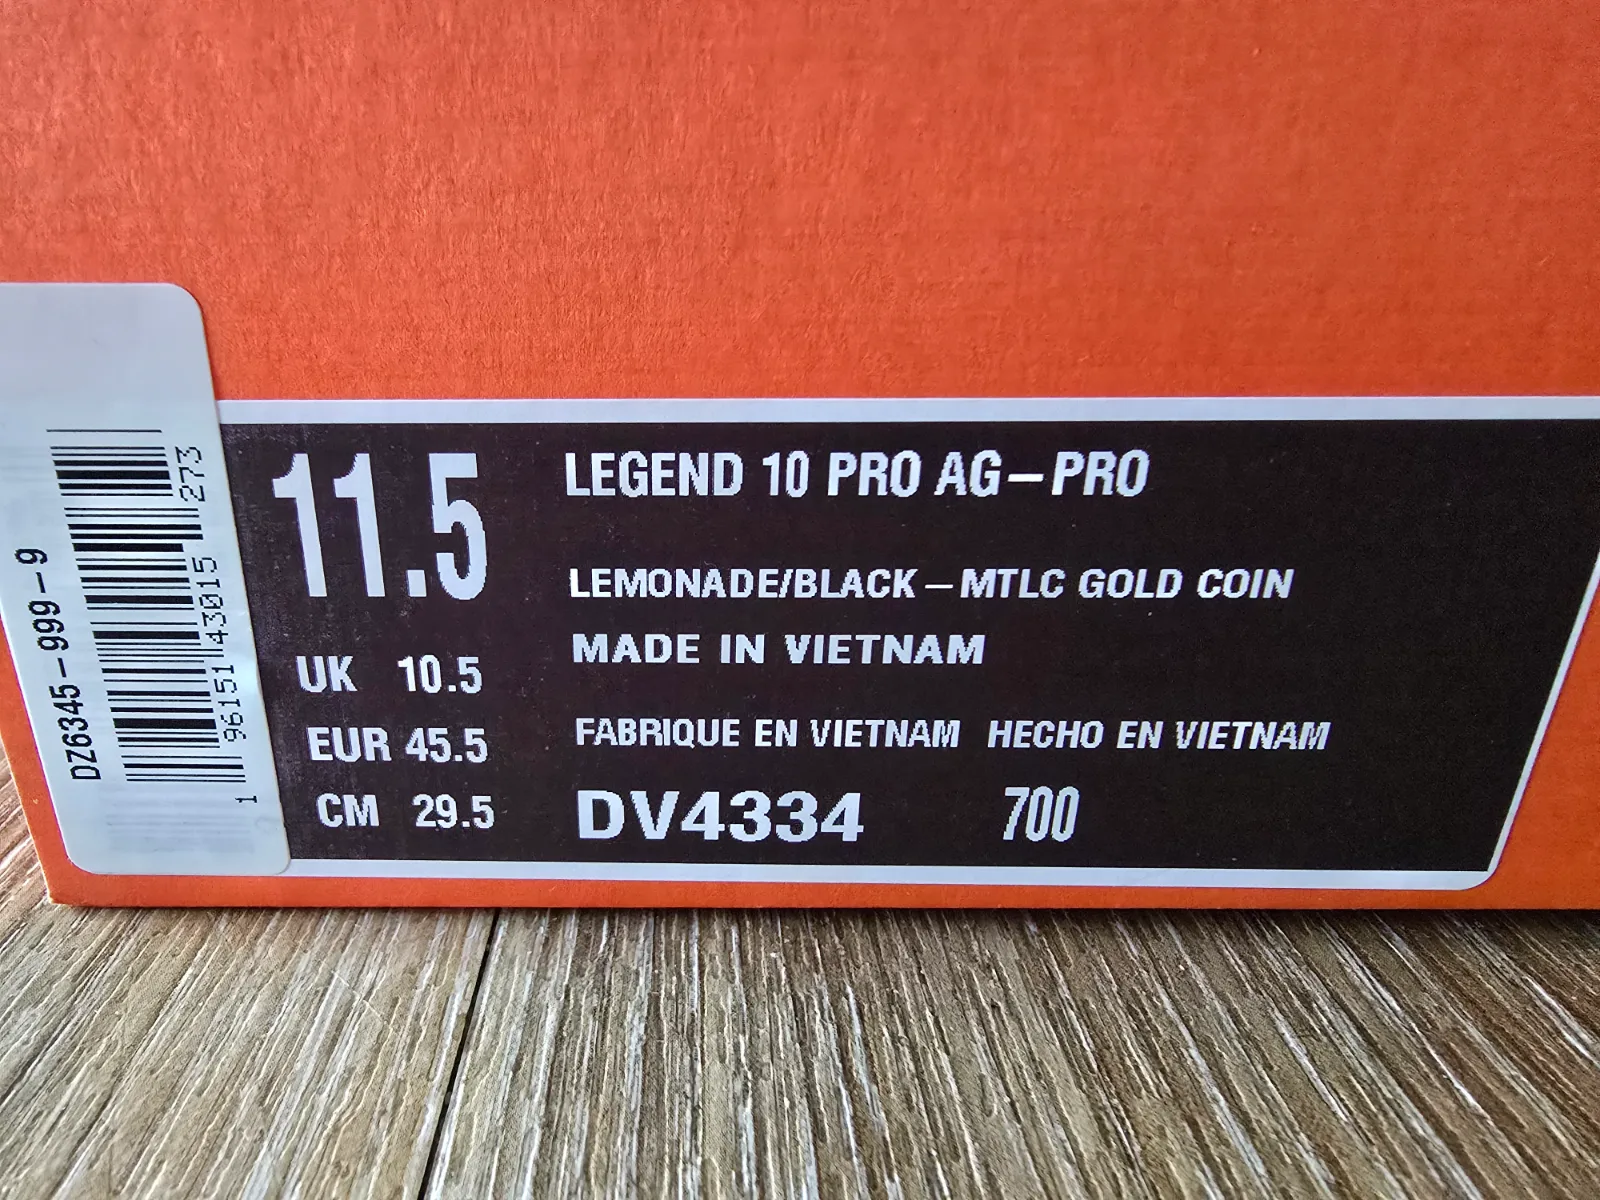 DZ6345-999-9
1 96151 43015 273
11.5
UK 10.5
EUR 45.5
CM 29.5
LEGEND 10 PRO AG-PRO
LEMONADE/BLACK-MTLC GOLD COIN
MADE IN VIETNAM
FABRIQUE EN VIETNAM HECHO EN VIETNAM
DV4334 700